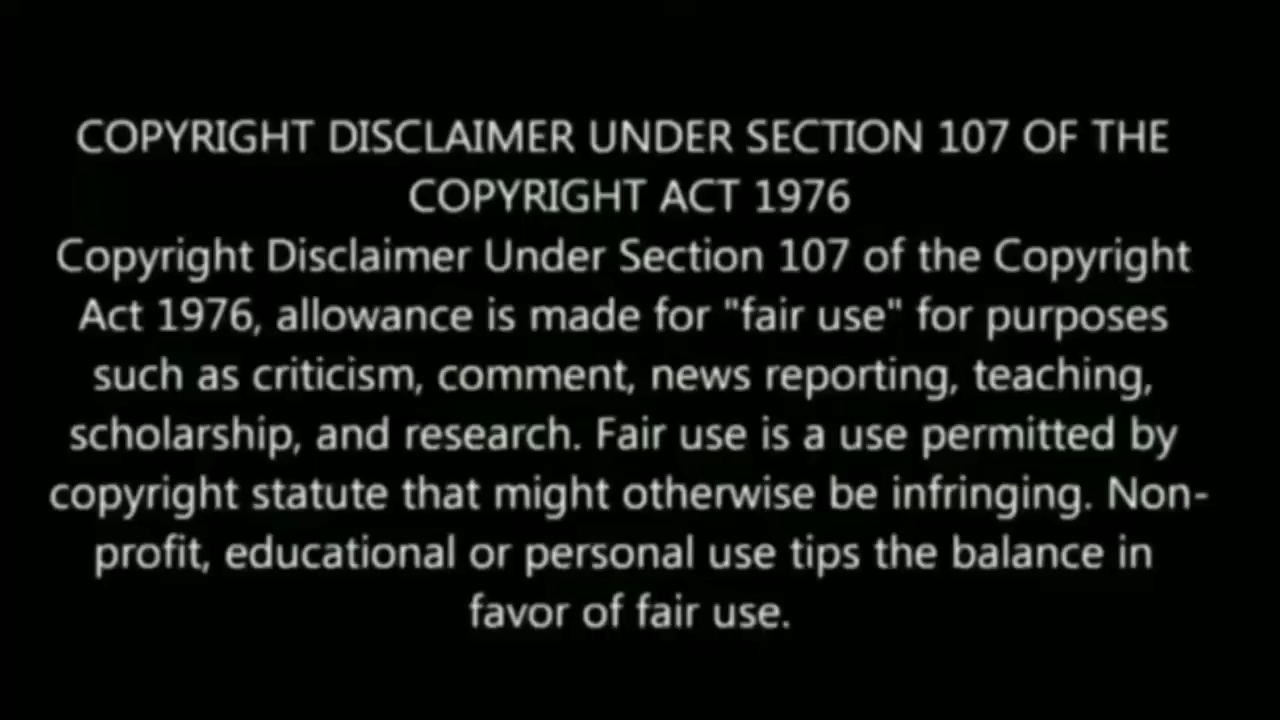 COPYRIGHT DISCLAIMER UNDER SECTION 107 OF THE
COPYRIGHT ACT 1976
Copyright Disclaimer Under Section 107 of the Copyright
Act 1976, allowance is made for "fair use" for purposes
such as criticism, comment, news reporting, teaching,
scholarship, and research. Fair use is a use permitted by
copyright statute that might otherwise be infringing. Non-
profit, educational or personal use tips the balance in
favor of fair use.